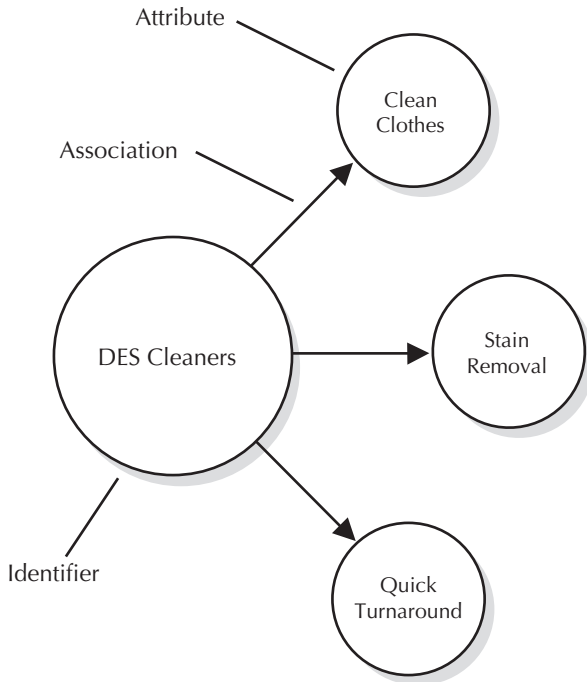 Attribute
Clean
Clothes
Association
DES Cleaners
Stain
Removal
Identifier
Quick
Turnaround